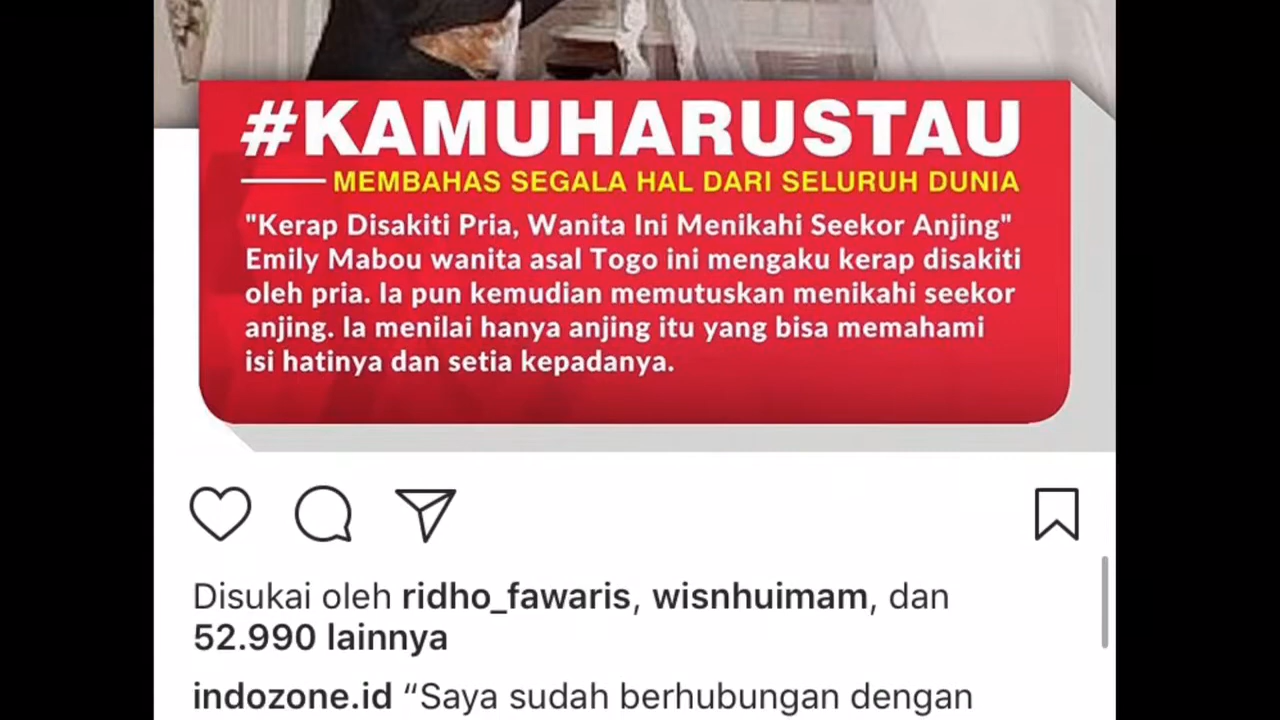 #KAMUHARUSTAU
MEMBAHAS SEGALA HAL DARI SELURUH DUNIA
"Kerap Disakiti Pria, Wanita Ini Menikahi Seekor Anjing"
Emily Mabou wanita asal Togo ini mengaku kerap disakiti
oleh pria. Ia pun kemudian memutuskan menikahi seekor
anjing. Ia menilai hanya anjing itu yang bisa memahami
isi hatinya dan setia kepadanya.
Disukai oleh ridho_fawaris, wisnhuimam, dan
52.990 lainnya
indozone.id “Saya sudah berhubungan dengan